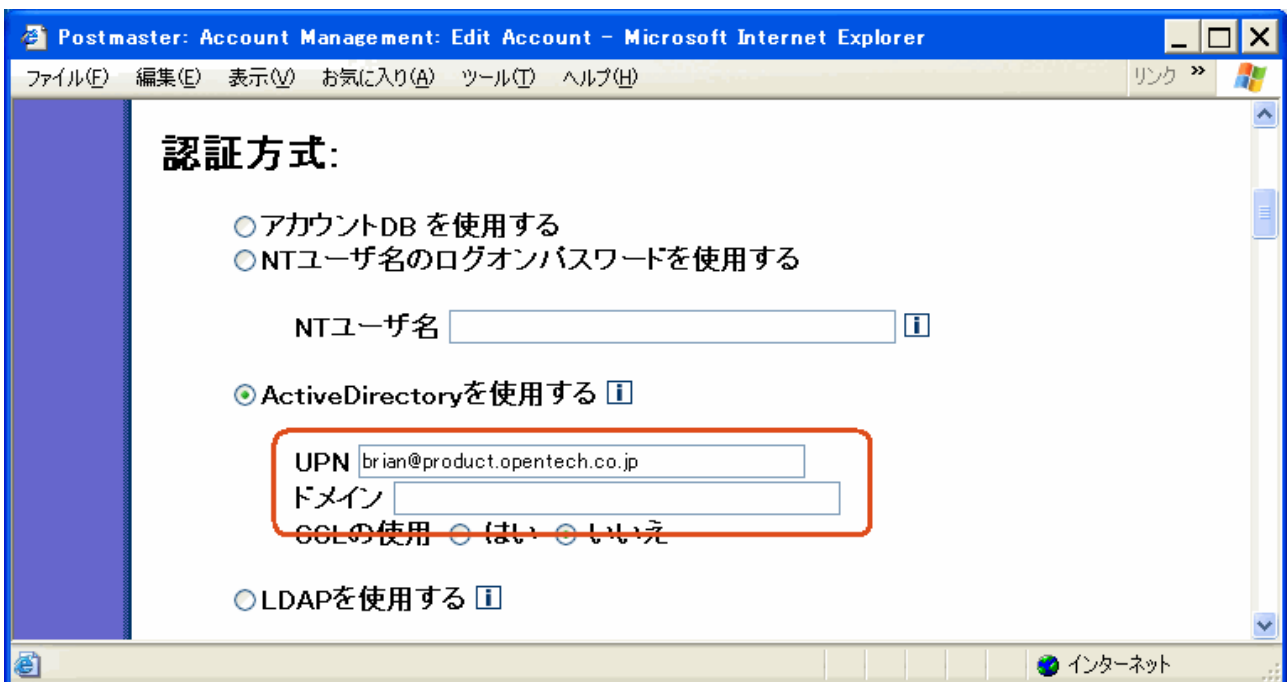 Postmaster: Account Management: Edit Account - Microsoft Internet Explorer
ファイル(F) 編集(E) 表示(V) お気に入り(A) ツール(T) ヘルプ(H) リンク »
認証方式:
アカウントDB を使用する
NTユーザ名のログオンパスワードを使用する
NTユーザ名
ActiveDirectoryを使用する
UPN brian@product.opentech.co.jp
ドメイン
SSLの使用 はい いいえ
LDAPを使用する
インターネット